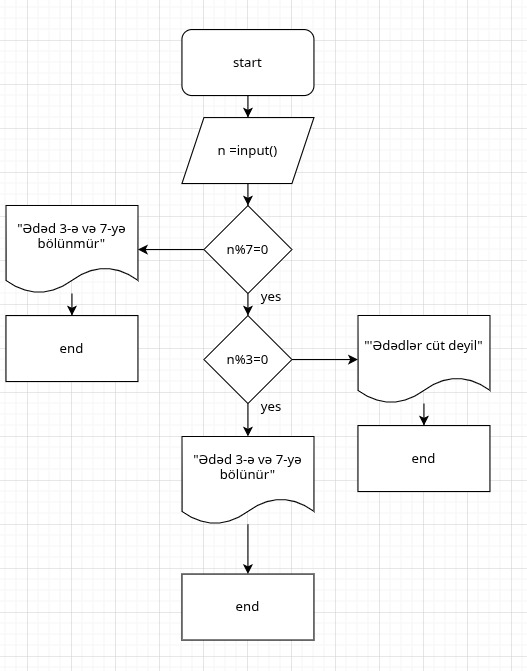 start
n =input()
"Ədəd 3-ə və 7-yə
bölünmür"
n%7=0
yes
end
n%3=0
"'Ədədlər cüt deyil"
yes
"Ədəd 3-ə və 7-yə
bölünür"
end
end